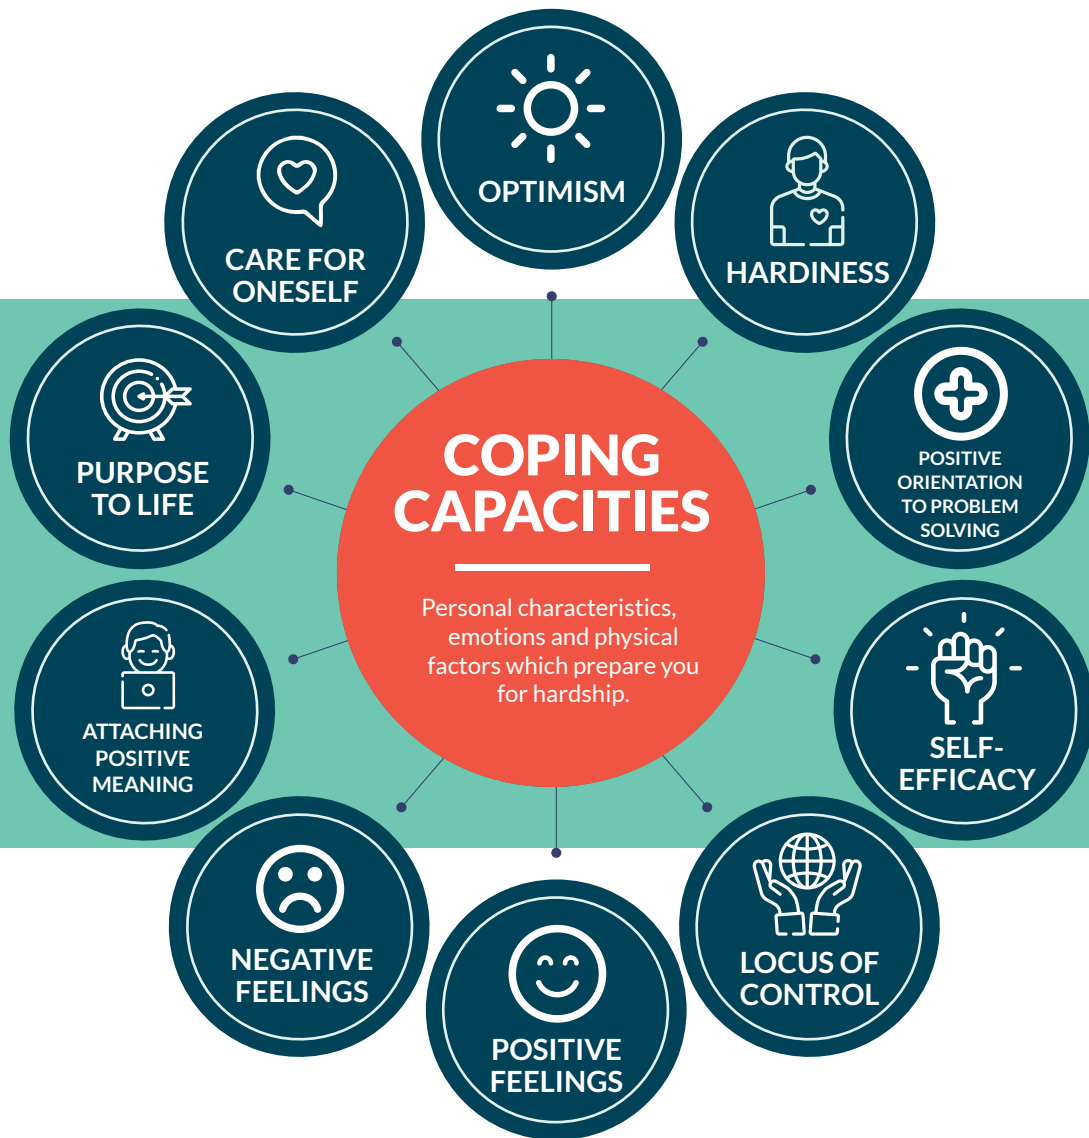 OPTIMISM
HARDINESS
POSITIVE
ORIENTATION
TO PROBLEM
SOLVING
SELF-
EFFICACY
LOCUS OF
CONTROL
POSITIVE
FEELINGS
NEGATIVE
FEELINGS
ATTACHING
POSITIVE
MEANING
PURPOSE
TO LIFE
CARE FOR
ONESELF
COPING
CAPACITIES
Personal characteristics,
emotions and physical
factors which prepare you
for hardship.